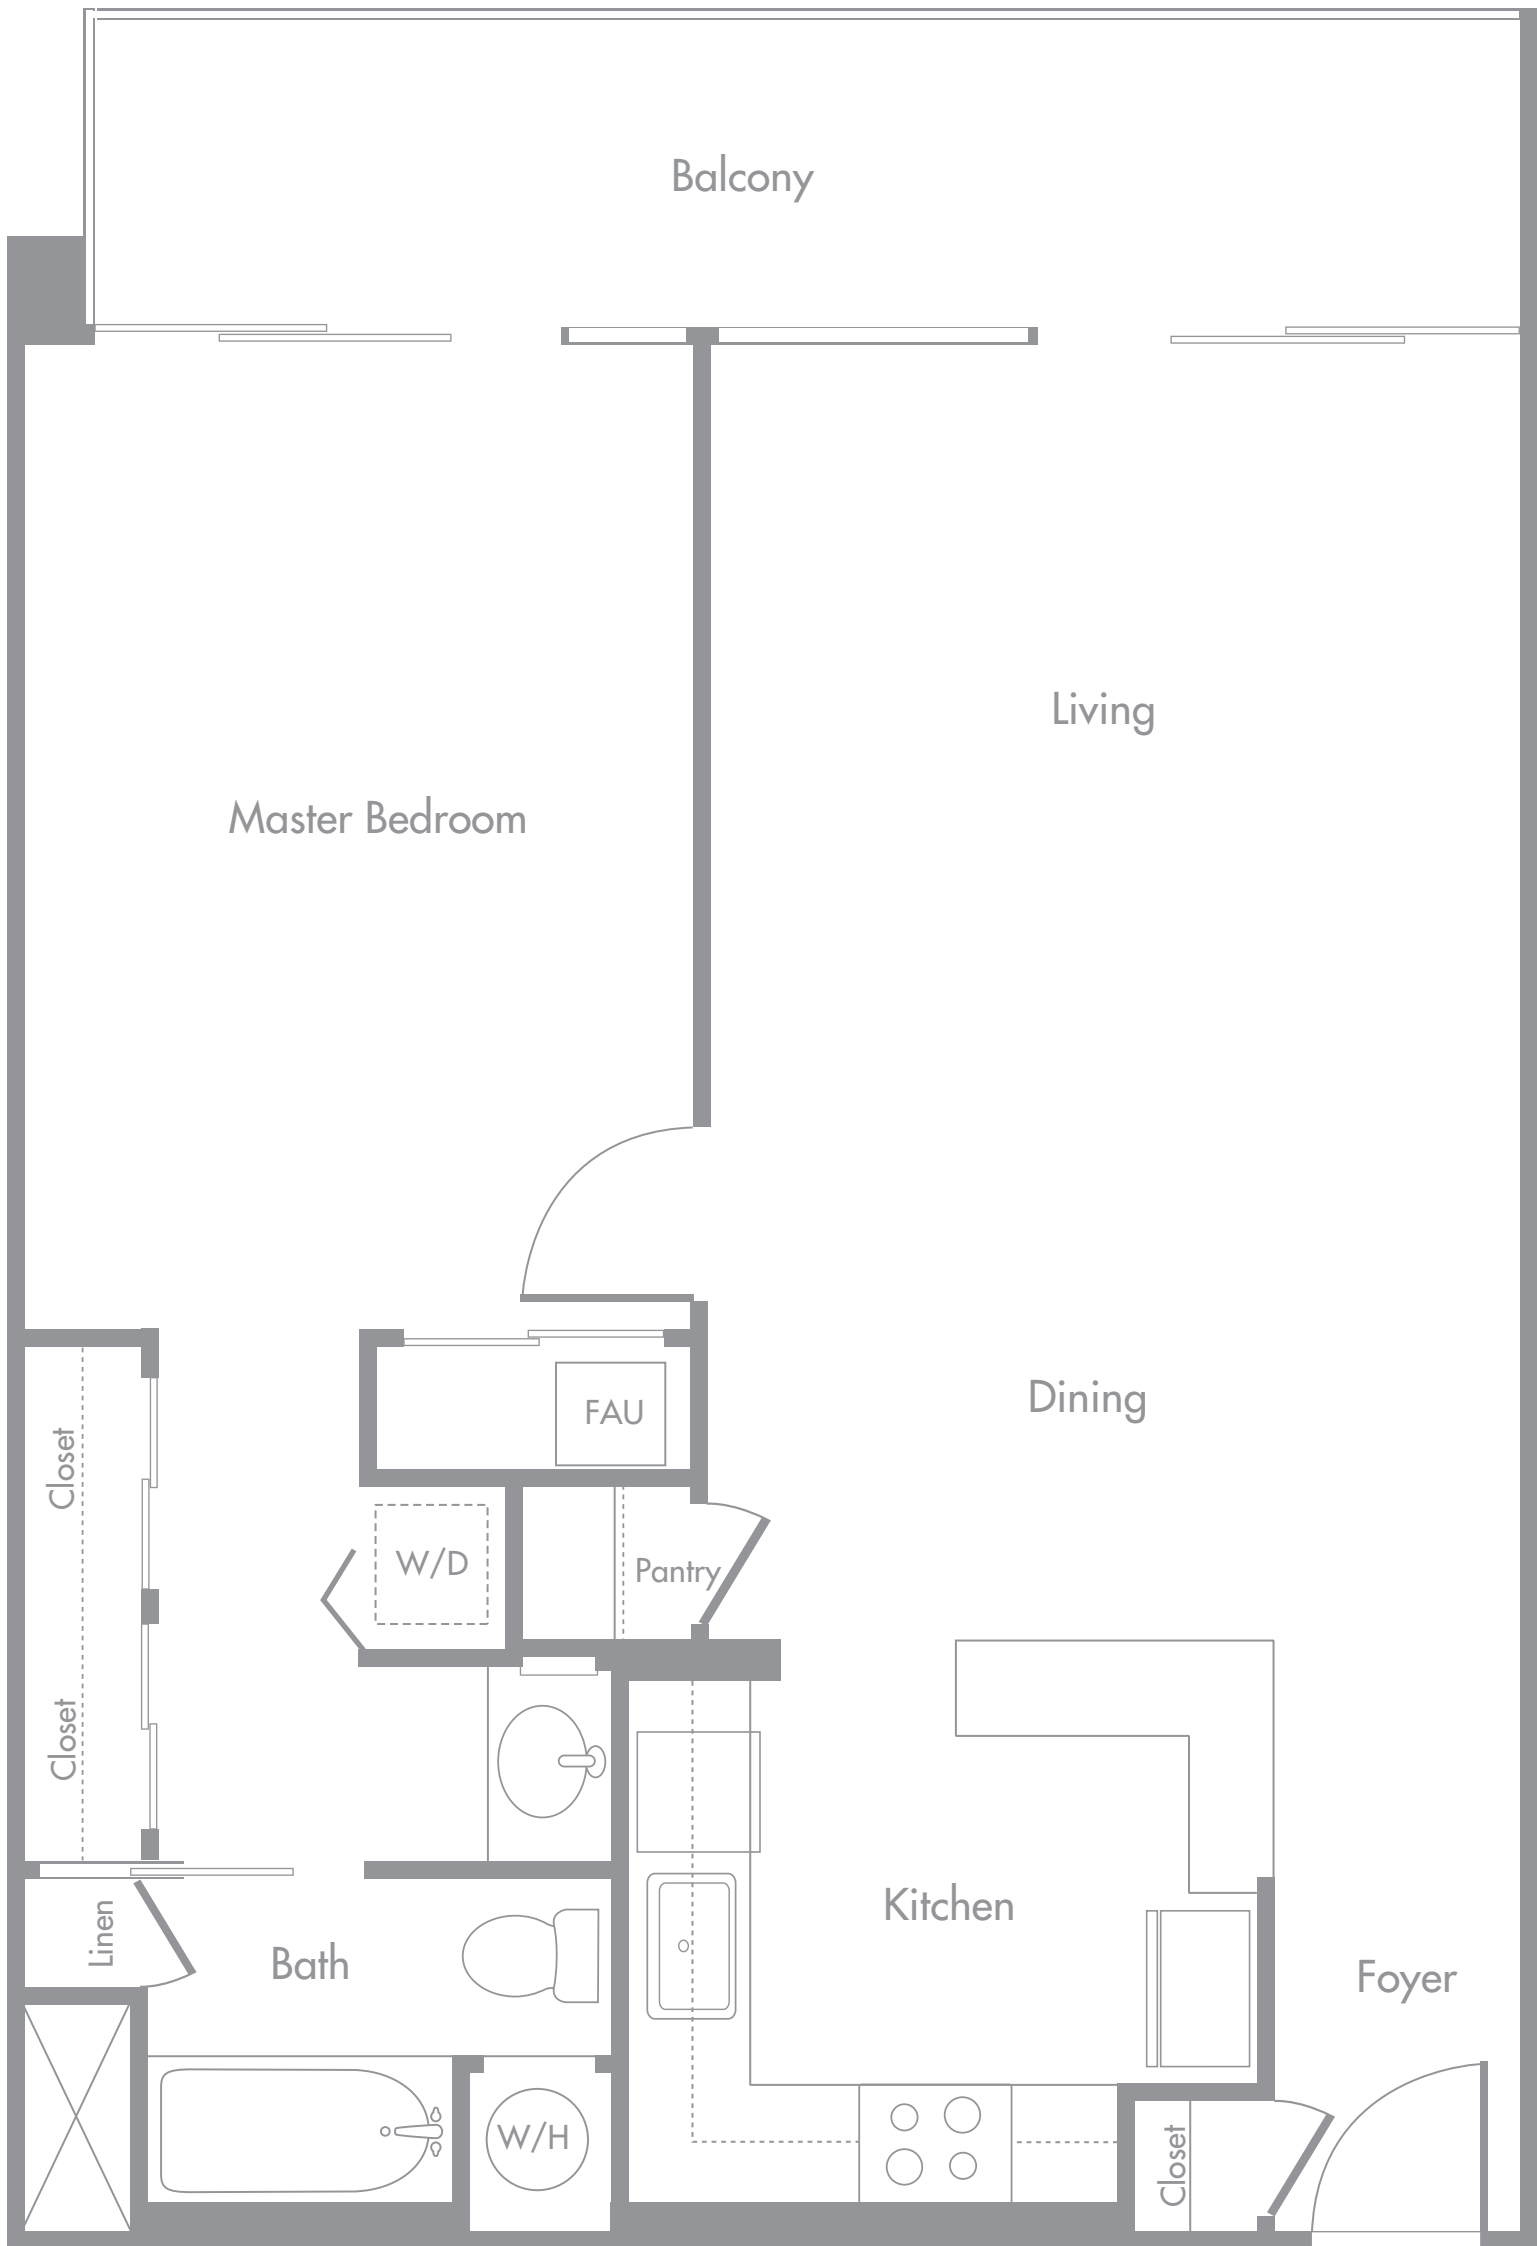 Balcony
Living
Master Bedroom
Dining
FAU
Closet
W/D
Pantry
Closet
Kitchen
Linen
Bath
Foyer
W/H
Closet